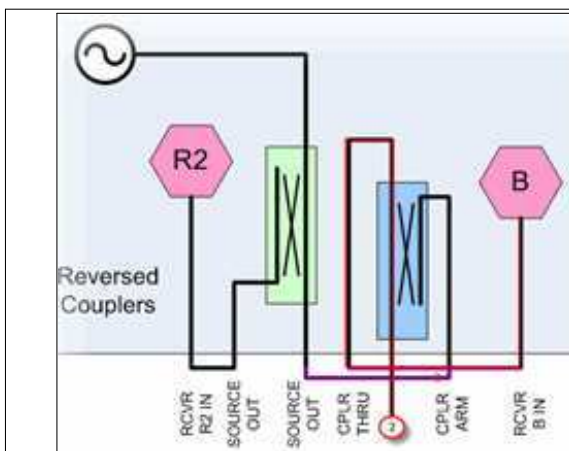 R2
B
Reversed
Couplers
RCVR
R2 IN
SOURCE
OUT
SOURCE
OUT
CPLR
THRU
2
CPLR
ARM
RCVR
B IN